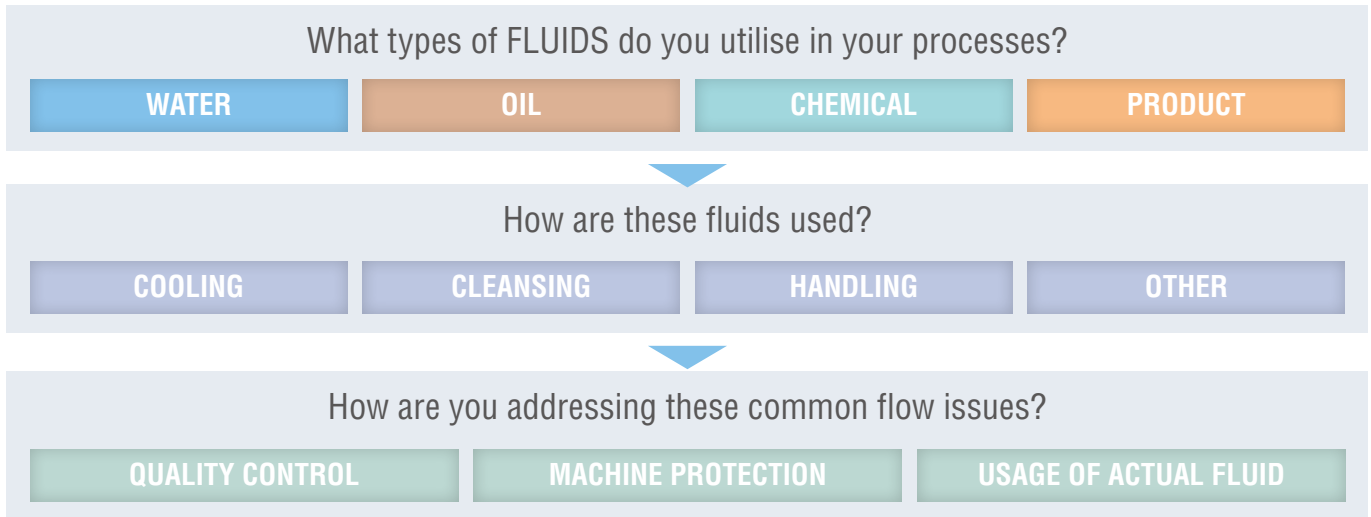 What types of FLUIDS do you utilise in your processes?
WATER
OIL
CHEMICAL
PRODUCT
How are these fluids used?
COOLING
CLEANSING
HANDLING
OTHER
How are you addressing these common flow issues?
QUALITY CONTROL
MACHINE PROTECTION
USAGE OF ACTUAL FLUID